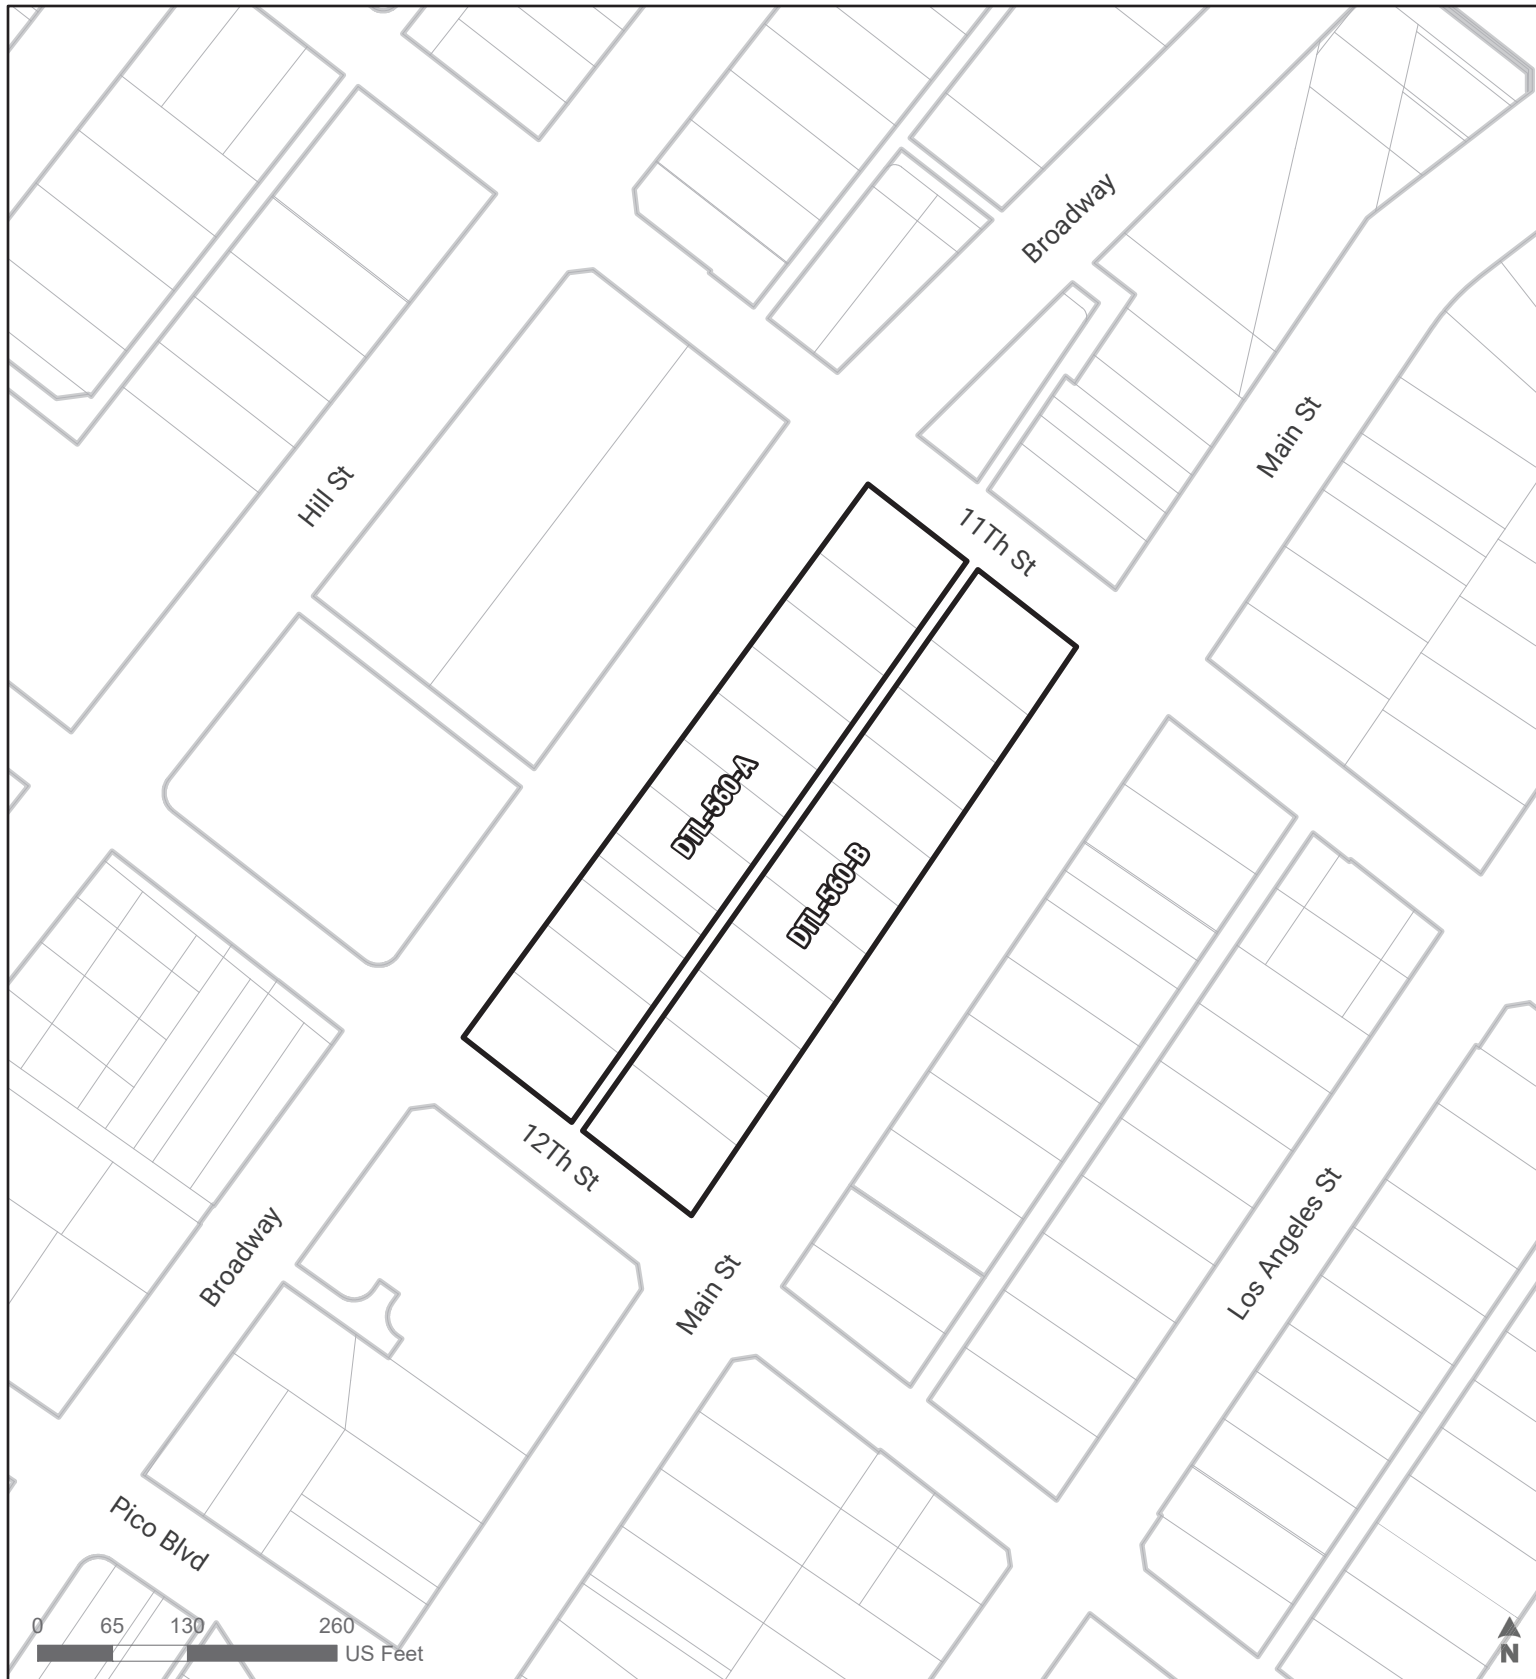 Broadway
Main St
Hill St
11Th St
DTL-560-A
DTL-560-B
12Th St
Los Angeles St
Broadway
Main St
Pico Blvd
0 65 130 260
US Feet
N